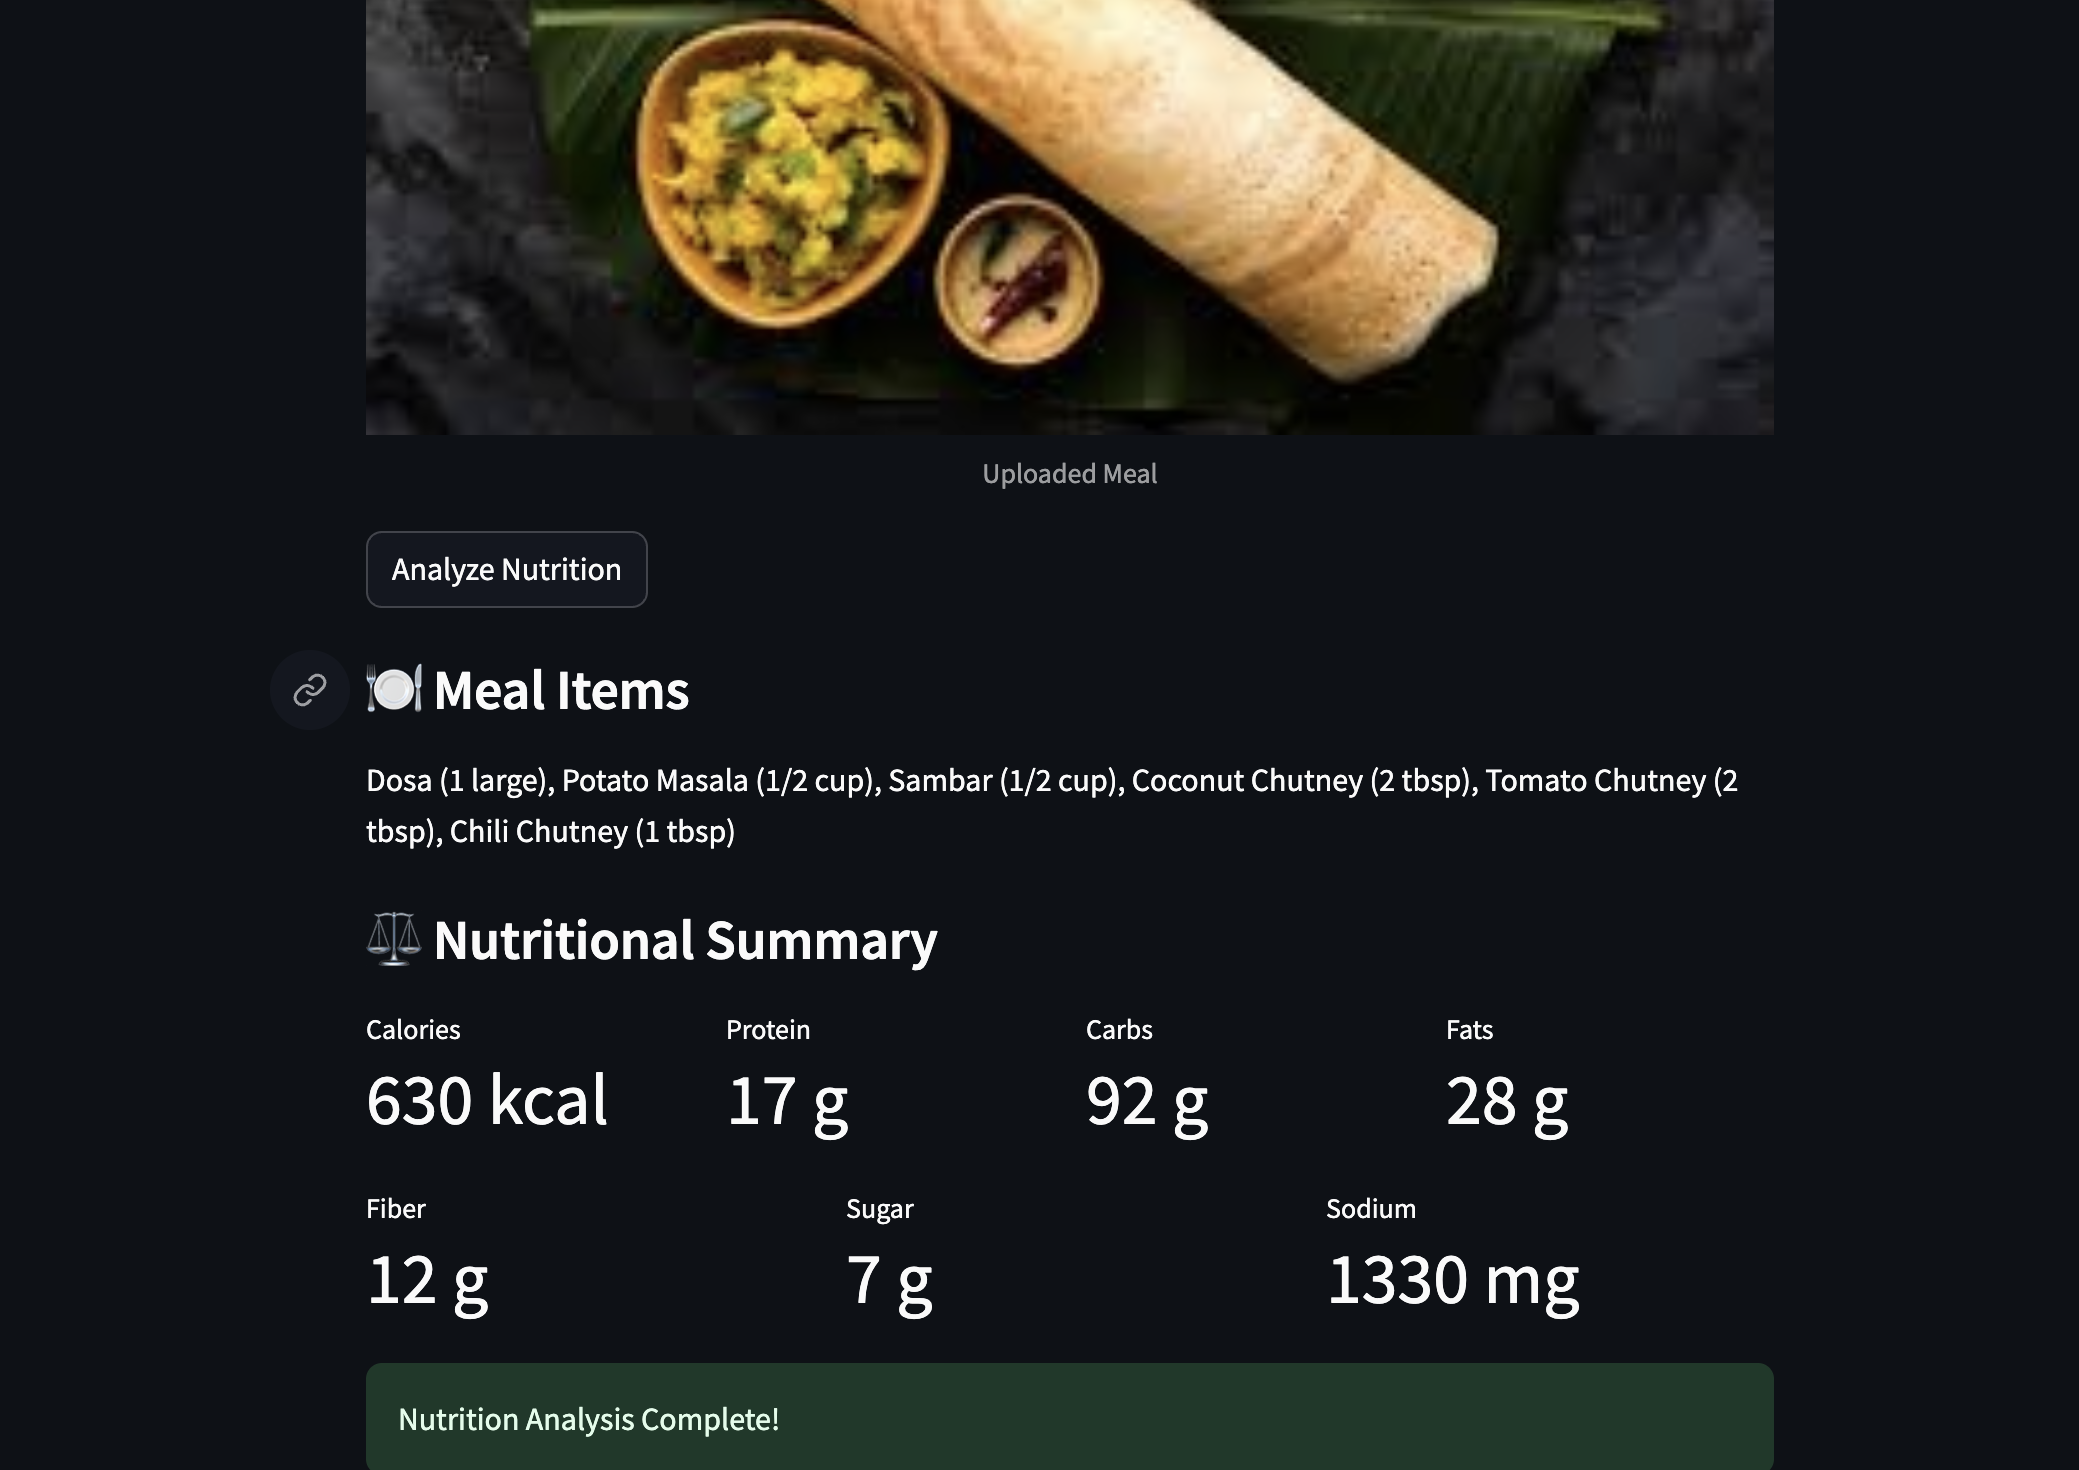 Uploaded Meal
Analyze Nutrition
🍽️ Meal Items
Dosa (1 large), Potato Masala (1/2 cup), Sambar (1/2 cup), Coconut Chutney (2 tbsp), Tomato Chutney (2
tbsp), Chili Chutney (1 tbsp)
⚖️ Nutritional Summary
Calories Protein Carbs Fats
630 kcal 17 g 92 g 28 g
Fiber Sugar Sodium
12 g 7 g 1330 mg
Nutrition Analysis Complete!